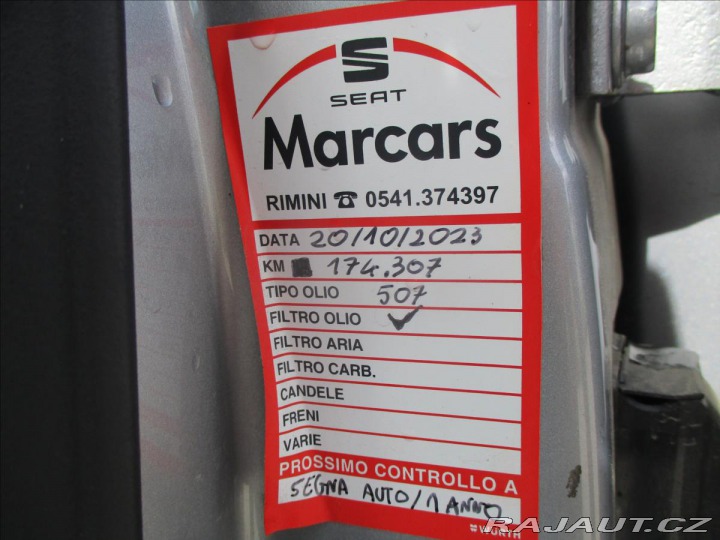 SEAT
Marcars
RIMINI ☎ 0541.374397
DATA 20/10/2023
KM 174.307
TIPO OLIO 507
FILTRO OLIO ✓
FILTRO ARIA
FILTRO CARB.
CANDELE
FRENI
VARIE
PROSSIMO CONTROLLO A
SEGNA AUTO/1 ANNO
#WÜRTH
RAJAUT.CZ